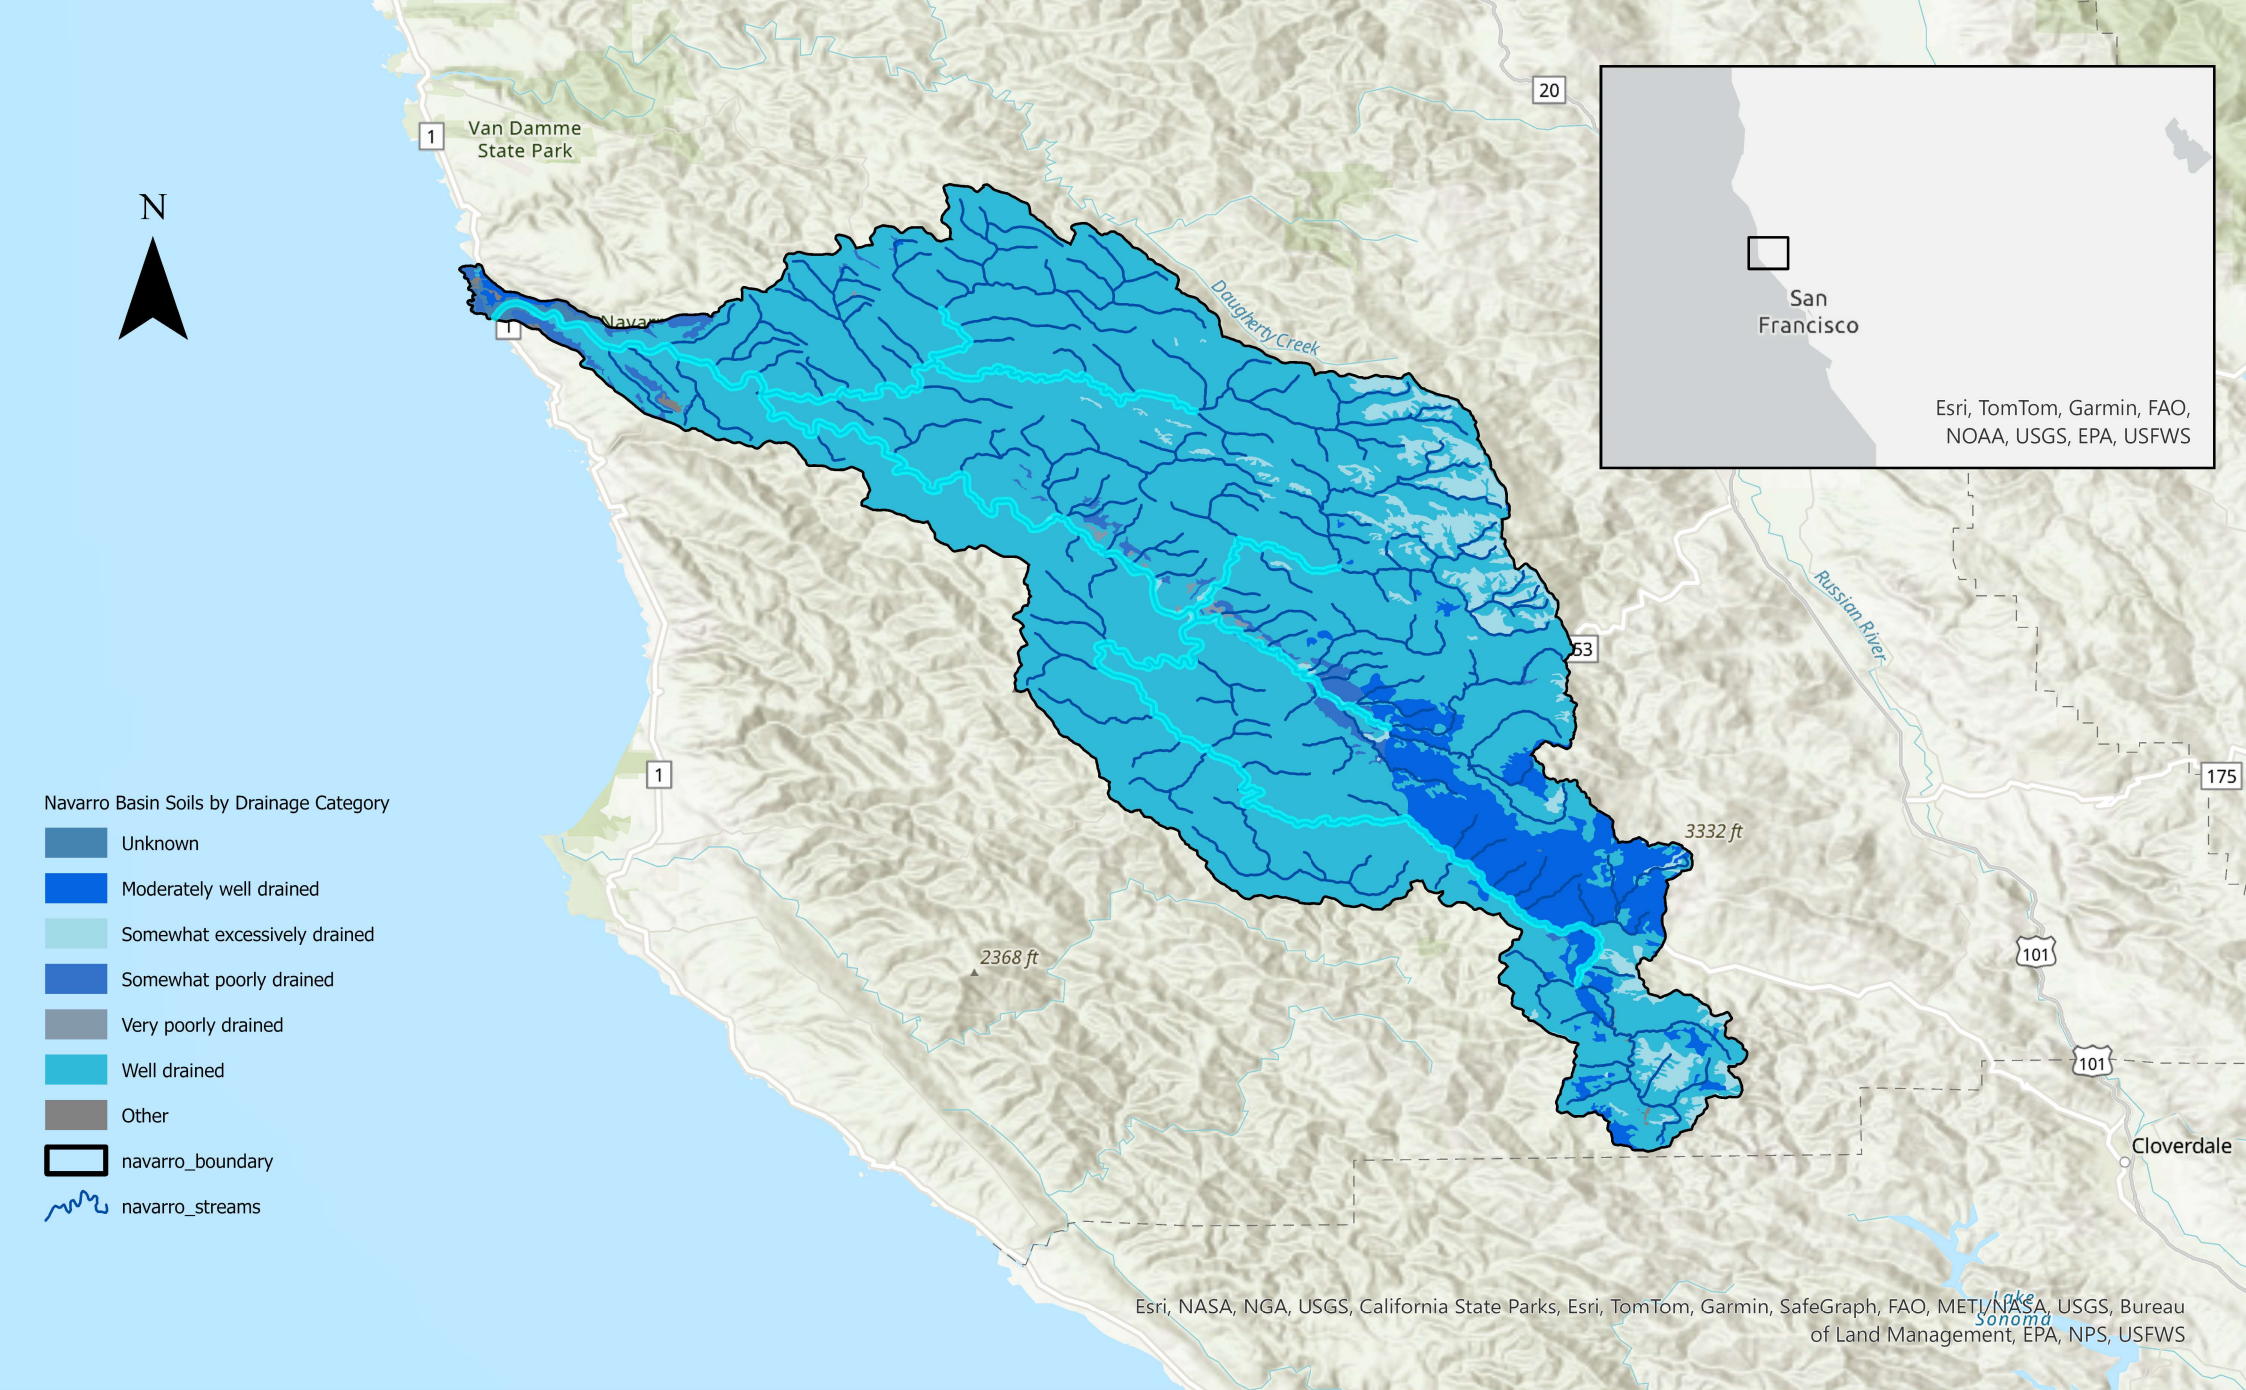 20
1
Van Damme
State Park
N
Navarr
1
Daugherty Creek
San
Francisco
Esri, TomTom, Garmin, FAO,
NOAA, USGS, EPA, USFWS
Russian River
53
1
175
3332 ft
Navarro Basin Soils by Drainage Category
Unknown
Moderately well drained
Somewhat excessively drained
Somewhat poorly drained
Very poorly drained
Well drained
Other
navarro_boundary
navarro_streams
2368 ft
101
101
Cloverdale
Lake
Sonoma
Esri, NASA, NGA, USGS, California State Parks, Esri, TomTom, Garmin, SafeGraph, FAO, METI/NASA, USGS, Bureau
of Land Management, EPA, NPS, USFWS